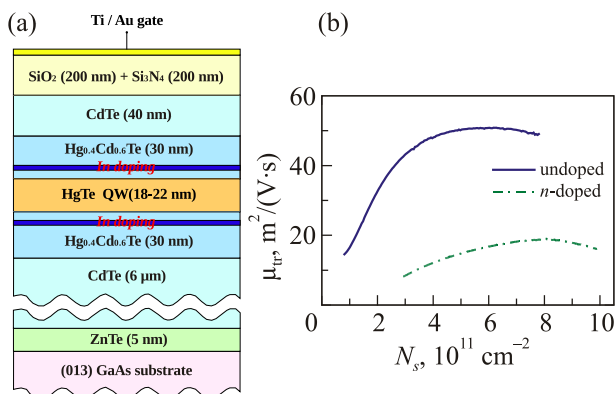 (a)
Ti / Au gate
SiO₂ (200 nm) + Si₃N₄ (200 nm)
CdTe (40 nm)
Hg₀.₄Cd₀.₆Te (30 nm)
In doping
HgTe QW(18-22 nm)
In doping
Hg₀.₄Cd₀.₆Te (30 nm)
CdTe (6 μm)
ZnTe (5 nm)
(013) GaAs substrate
(b)
60
40
20
0
2
4
6
8
10
μtr, m²/(V·s)
Nₛ, 10¹¹ cm⁻²
undoped
n-doped